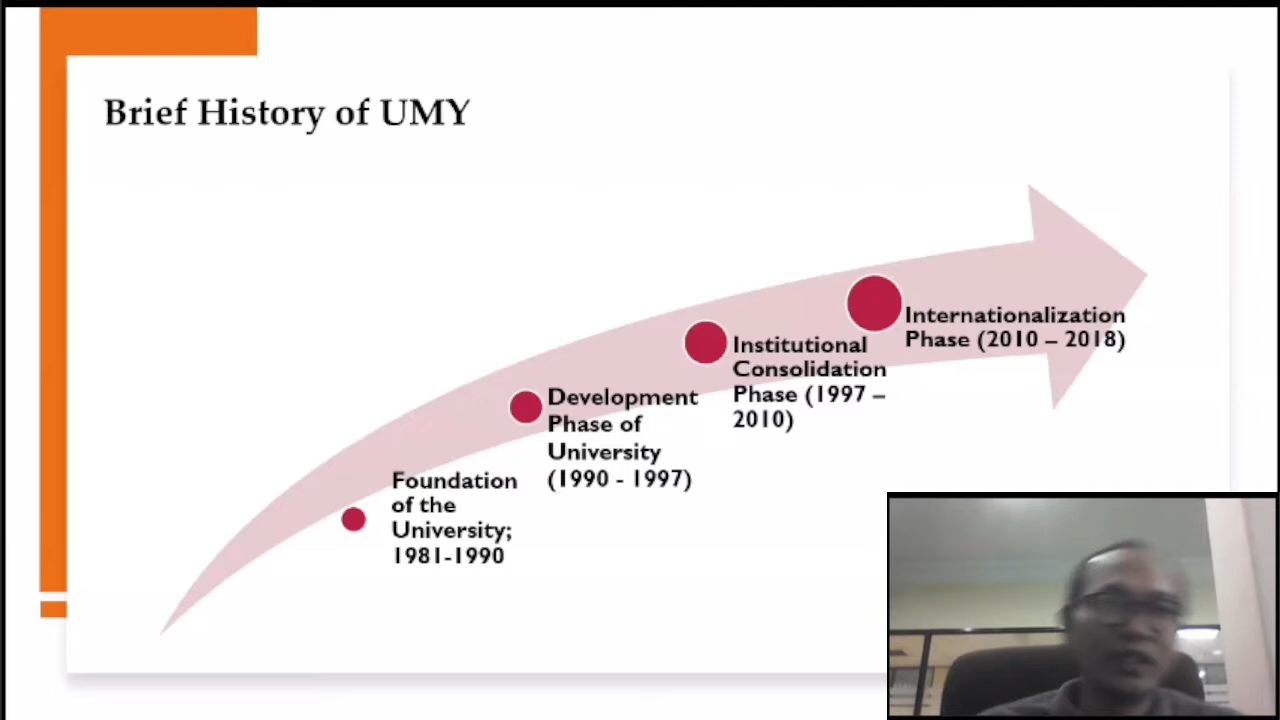 Brief History of UMY
Foundation
of the
University;
1981-1990
Development
Phase of
University
(1990 - 1997)
Institutional
Consolidation
Phase (1997 –
2010)
Internationalization
Phase (2010 – 2018)